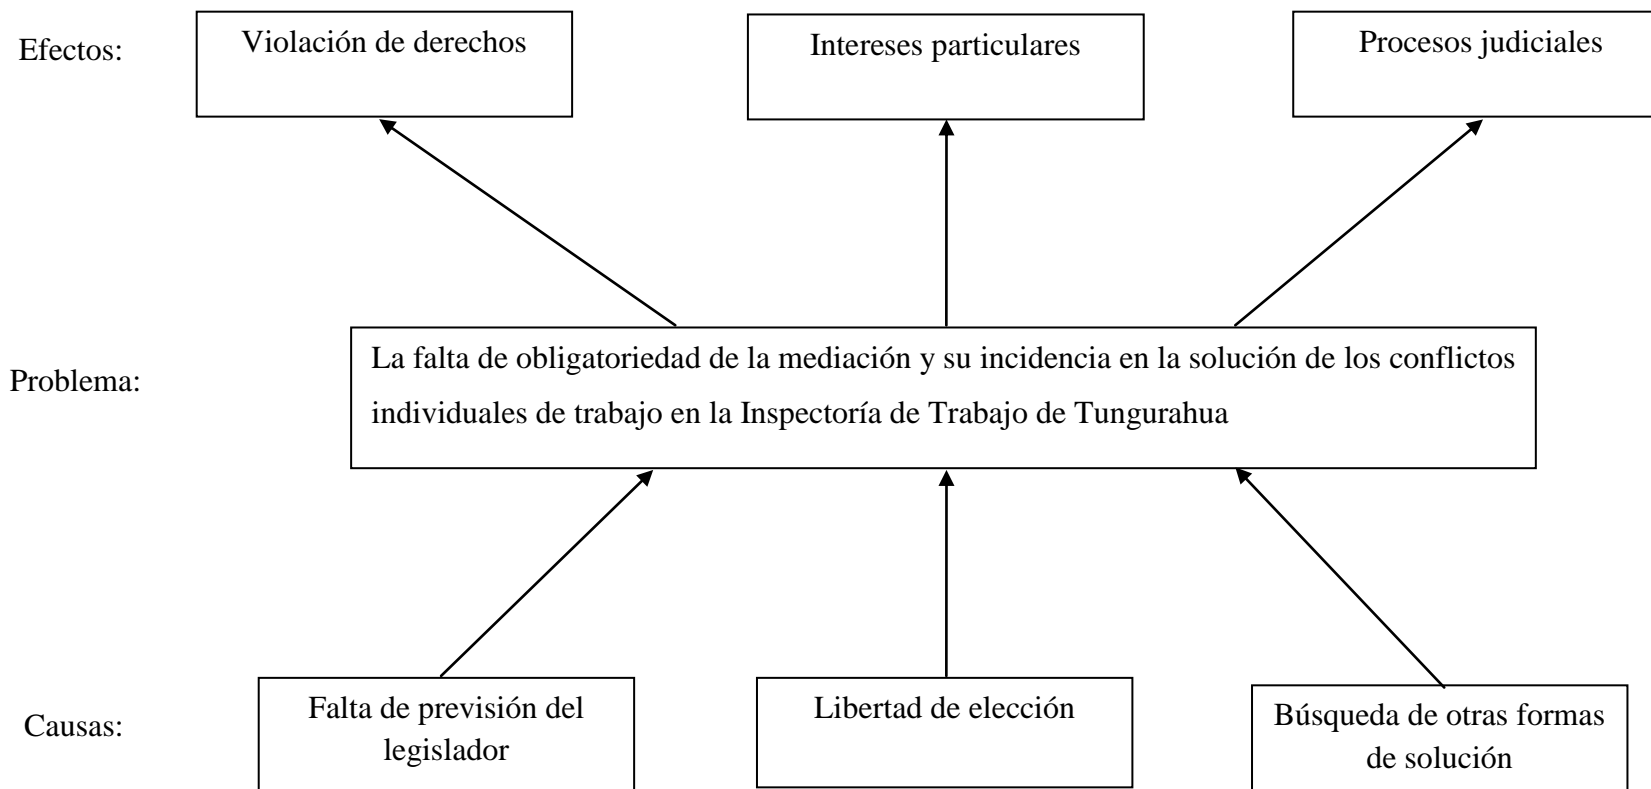 Efectos:
Violación de derechos
Intereses particulares
Procesos judiciales
Problema:
La falta de obligatoriedad de la mediación y su incidencia en la solución de los conflictos
individuales de trabajo en la Inspectoría de Trabajo de Tungurahua
Causas:
Falta de previsión del
legislador
Libertad de elección
Búsqueda de otras formas
de solución